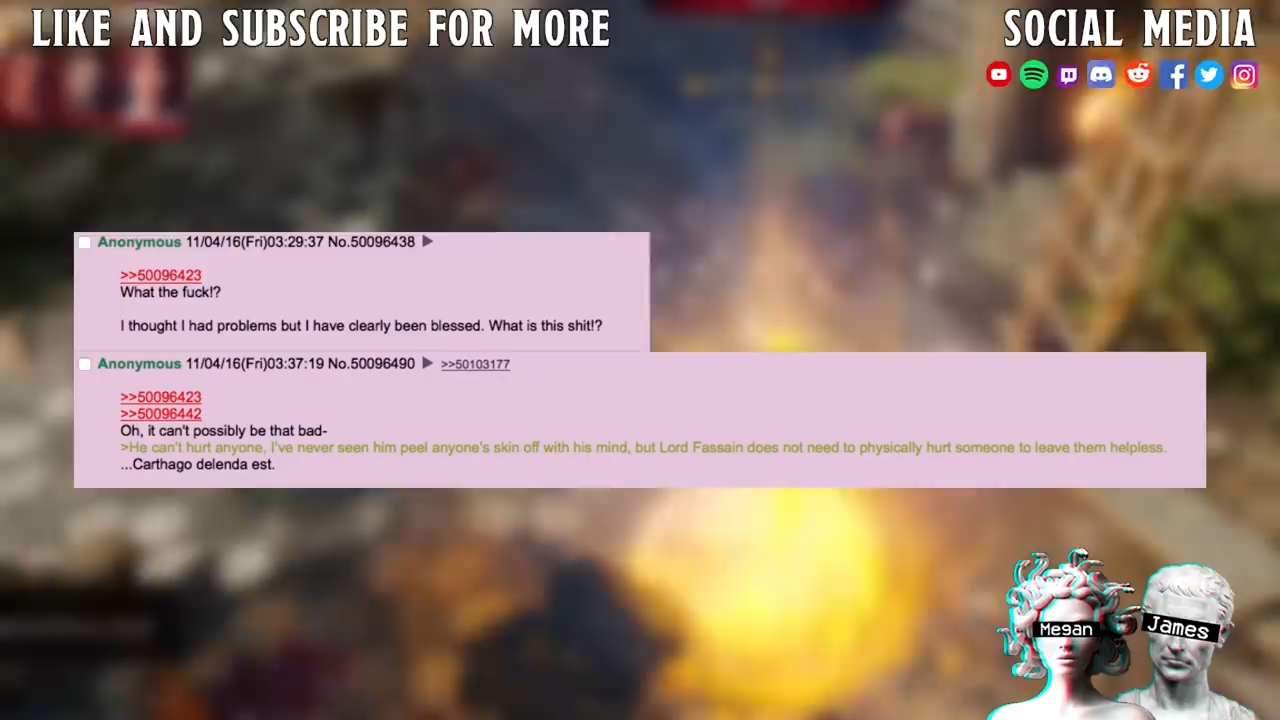 LIKE AND SUBSCRIBE FOR MORE
SOCIAL MEDIA
Anonymous 11/04/16(Fri)03:29:37 No.50096438
>>50096423
What the fuck!?
I thought I had problems but I have clearly been blessed. What is this shit!?
Anonymous 11/04/16(Fri)03:37:19 No.50096490 >>50103177
>>50096423
>>50096442
Oh, it can't possibly be that bad-
>He can't hurt anyone, I've never seen him peel anyone's skin off with his mind, but Lord Fassain does not need to physically hurt someone to leave them helpless.
...Carthago delenda est.
Megan
James